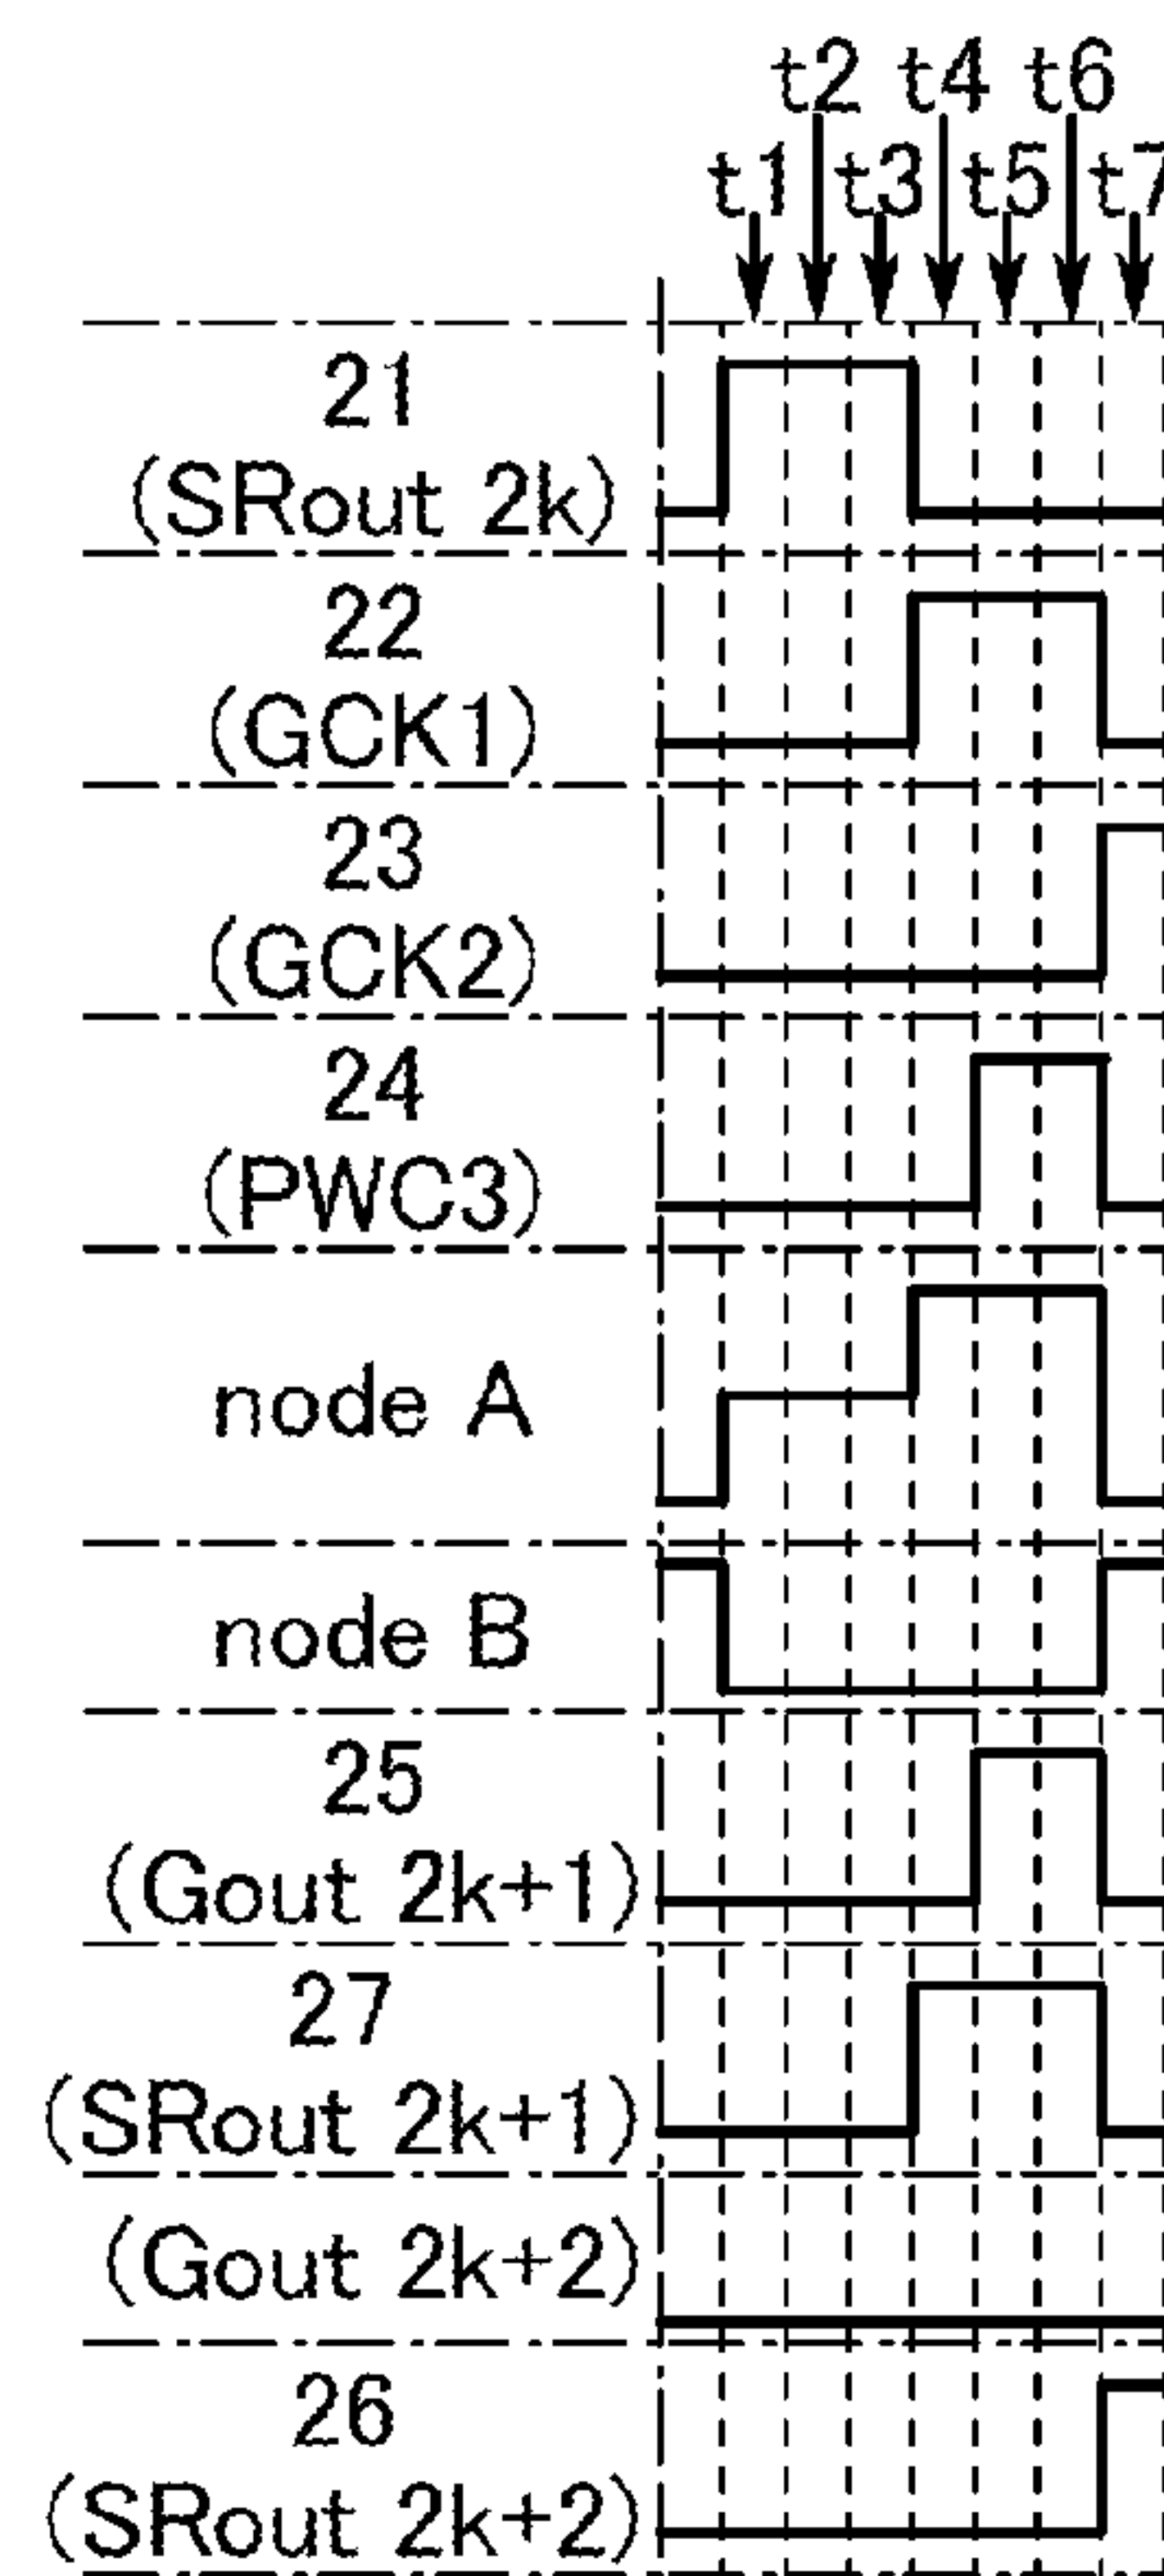 t2 t4 t6
t1 t3 t5 t7
21
(SRout 2k)
22
(GCK1)
23
(GCK2)
24
(PWC3)
node A
node B
25
(Gout 2k+1)
27
(SRout 2k+1)
(Gout 2k+2)
26
(SRout 2k+2)